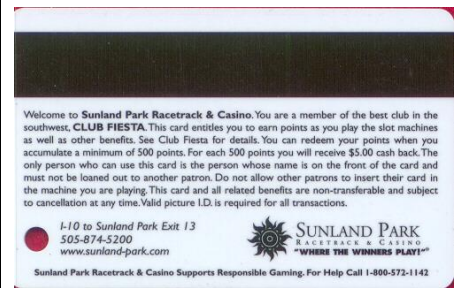 Welcome to Sunland Park Racetrack & Casino. You are a member of the best club in the
southwest, CLUB FIESTA. This card entitles you to earn points as you play the slot machines
as well as other benefits. See Club Fiesta for details. You can redeem your points when you
accumulate a minimum of 500 points. For each 500 points you will receive $5.00 cash back. The
only person who can use this card is the person whose name is on the front of the card and
must not be loaned out to another patron. Do not allow other patrons to insert their card in
the machine you are playing. This card and all related benefits are non-transferable and subject
to cancellation at any time. Valid picture I.D. is required for all transactions.
I-10 to Sunland Park Exit 13
505-874-5200
www.sunland-park.com
SUNLAND PARK
RACETRACK & CASINO
"WHERE THE WINNERS PLAY!"
Sunland Park Racetrack & Casino Supports Responsible Gaming. For Help Call 1-800-572-1142